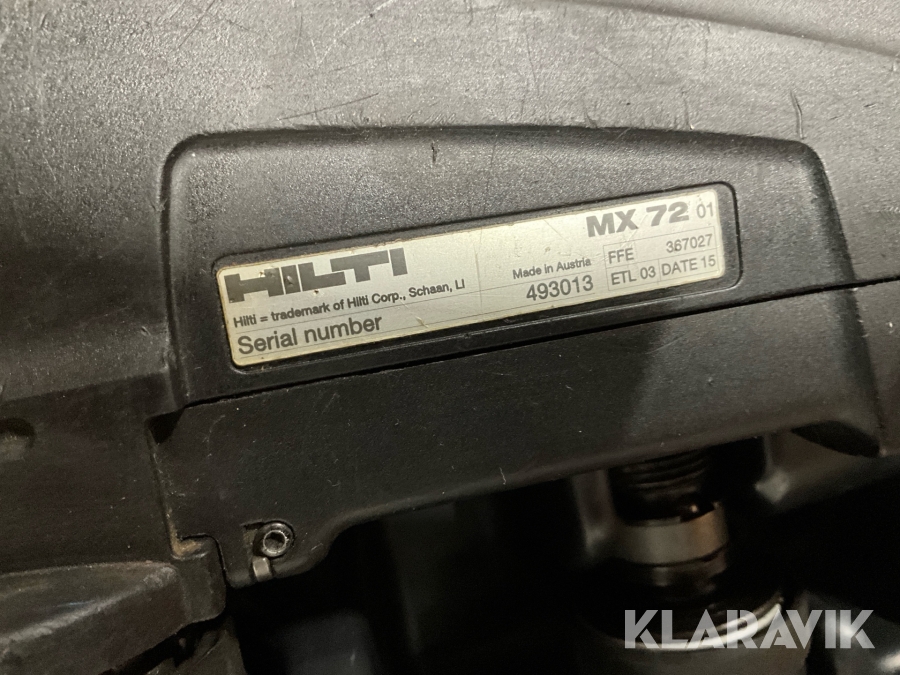 HILTI
MX 72 01
Hilti = trademark of Hilti Corp., Schaan, LI
Made in Austria
FFE 367027
Serial number
493013
ETL 03 DATE 15
KLARAVIK